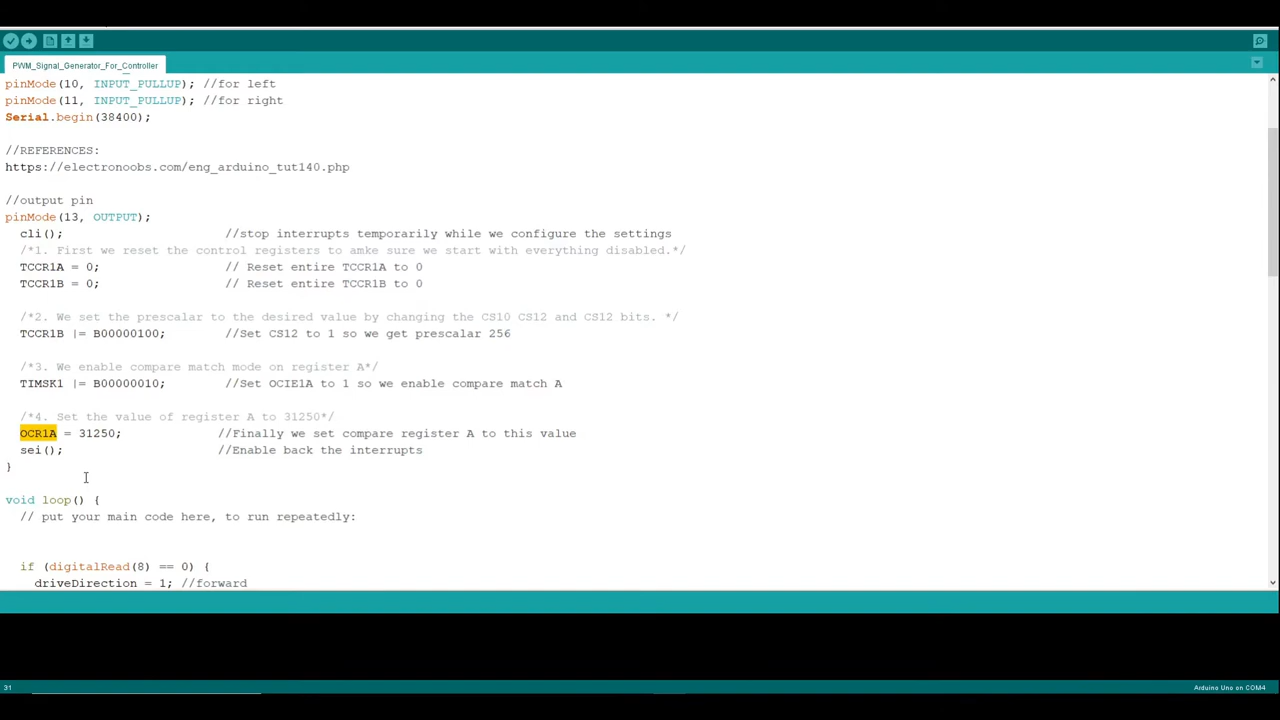 PWM_Signal_Generator_For_Controller
pinMode(10, INPUT_PULLUP); //for left
pinMode(11, INPUT_PULLUP); //for right
Serial.begin(38400);
//REFERENCES:
https://electronoobs.com/eng_arduino_tut140.php
//output pin
pinMode(13, OUTPUT);
cli(); //stop interrupts temporarily while we configure the settings
/*1. First we reset the control registers to amke sure we start with everything disabled.*/
TCCR1A = 0; // Reset entire TCCR1A to 0
TCCR1B = 0; // Reset entire TCCR1B to 0
/*2. We set the prescalar to the desired value by changing the CS10 CS12 and CS12 bits. */
TCCR1B |= B00000100; //Set CS12 to 1 so we get prescalar 256
/*3. We enable compare match mode on register A*/
TIMSK1 |= B00000010; //Set OCIE1A to 1 so we enable compare match A
/*4. Set the value of register A to 31250*/
OCR1A = 31250; //Finally we set compare register A to this value
sei(); //Enable back the interrupts
}
void loop() {
// put your main code here, to run repeatedly:
if (digitalRead(8) == 0) {
driveDirection = 1; //forward
31
Arduino Uno on COM4